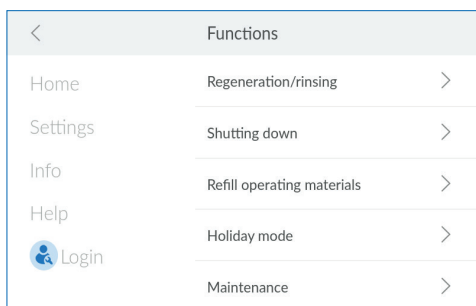 Functions
Home
Settings
Info
Help
Login
Regeneration/rinsing
Shutting down
Refill operating materials
Holiday mode
Maintenance